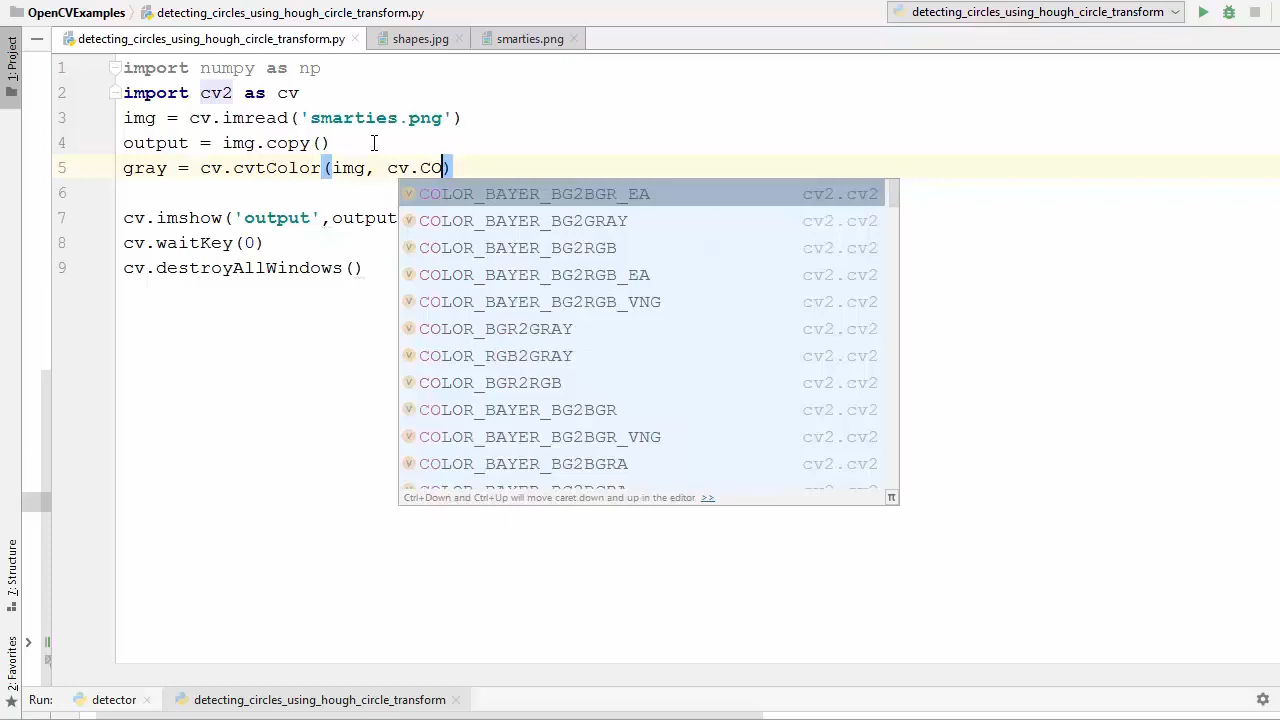 OpenCVExamples detecting_circles_using_hough_circle_transform.py detecting_circles_using_hough_circle_transform
detecting_circles_using_hough_circle_transform.py shapes.jpg smarties.png
1: Project
1 import numpy as np
2 import cv2 as cv
3 img = cv.imread('smarties.png')
4 output = img.copy()
5 gray = cv.cvtColor(img, cv.CO)
6
7 cv.imshow('output',output
8 cv.waitKey(0)
9 cv.destroyAllWindows()
COLOR_BAYER_BG2BGR_EA cv2.cv2
COLOR_BAYER_BG2GRAY cv2.cv2
COLOR_BAYER_BG2RGB cv2.cv2
COLOR_BAYER_BG2RGB_EA cv2.cv2
COLOR_BAYER_BG2RGB_VNG cv2.cv2
COLOR_BGR2GRAY cv2.cv2
COLOR_RGB2GRAY cv2.cv2
COLOR_BGR2RGB cv2.cv2
COLOR_BAYER_BG2BGR cv2.cv2
COLOR_BAYER_BG2BGR_VNG cv2.cv2
COLOR_BAYER_BG2BGRA cv2.cv2
Ctrl+Down and Ctrl+Up will move caret down and up in the editor >> π
7: Structure
2: Favorites
Run: detector detecting_circles_using_hough_circle_transform